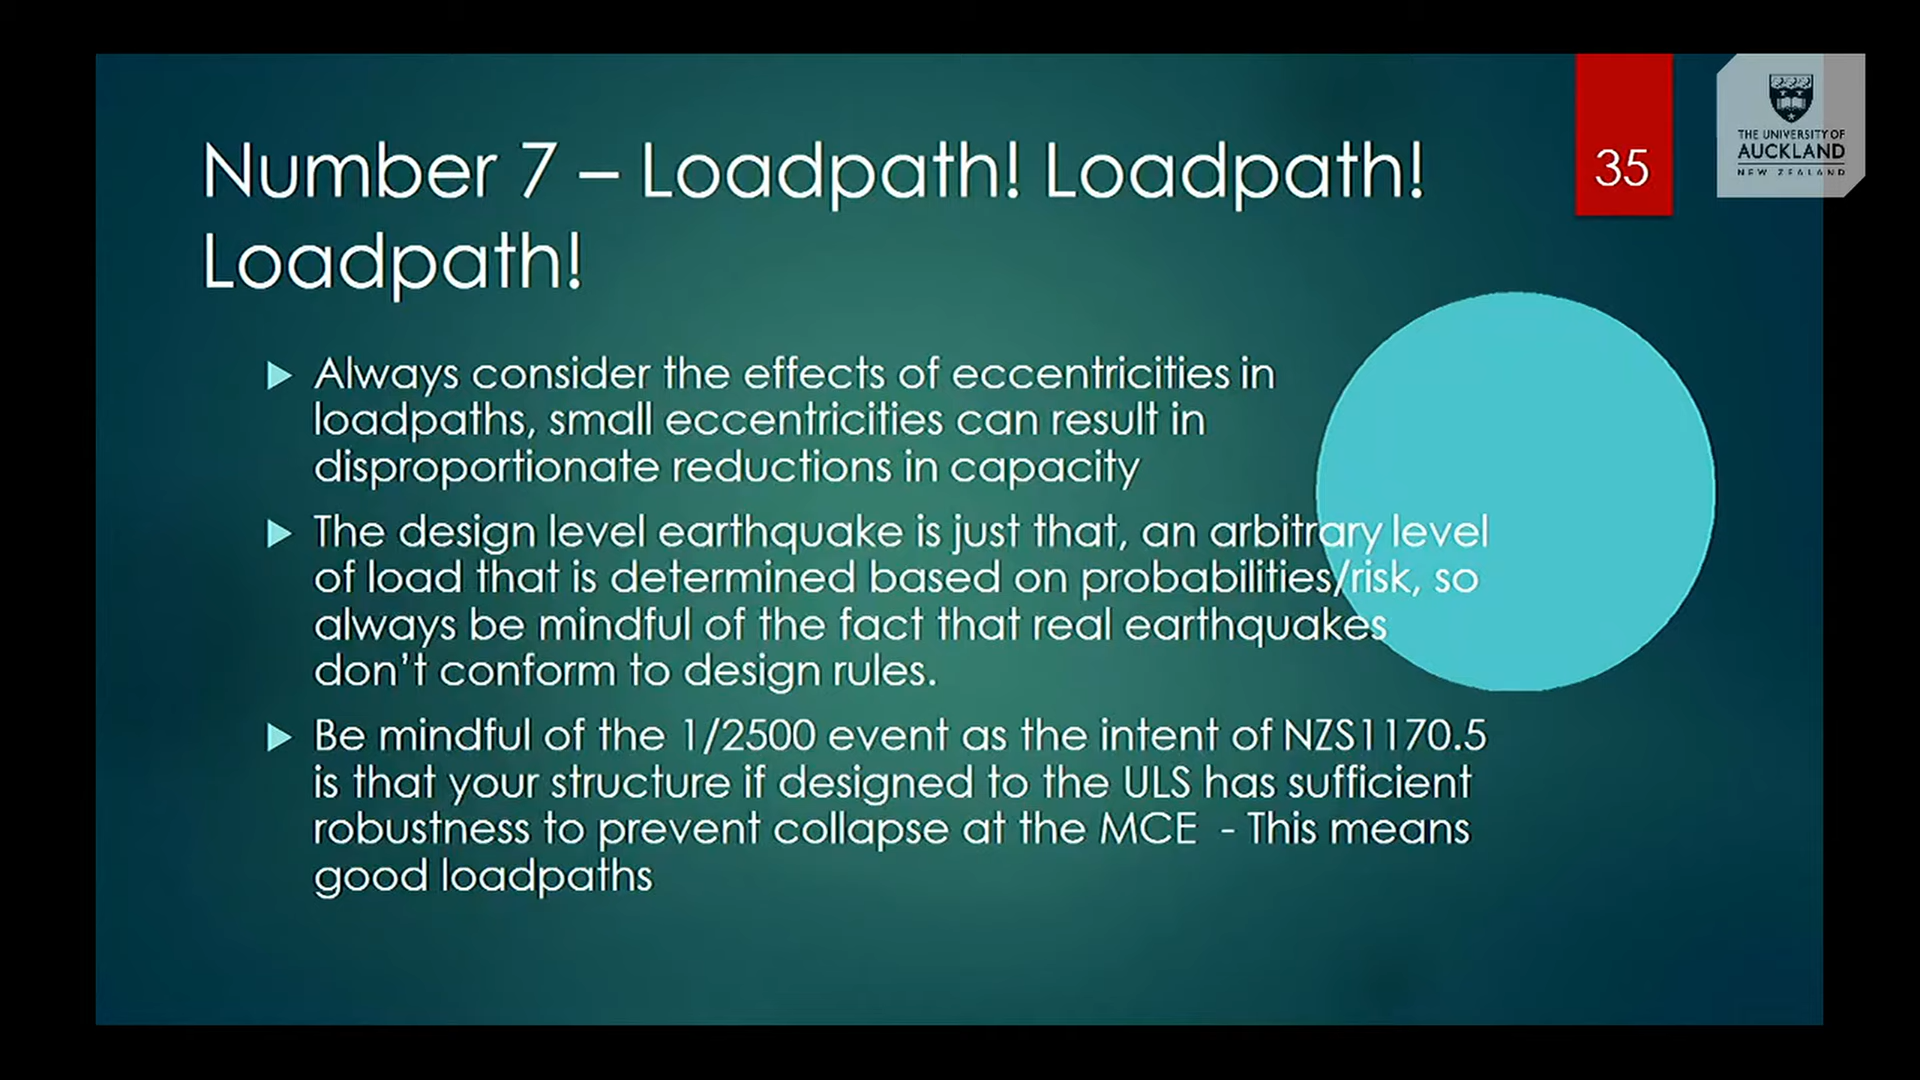 Number 7 – Loadpath! Loadpath!
Loadpath!
35
THE UNIVERSITY OF
AUCKLAND
NEW ZEALAND
Always consider the effects of eccentricities in
loadpaths, small eccentricities can result in
disproportionate reductions in capacity
The design level earthquake is just that, an arbitrary level
of load that is determined based on probabilities/risk, so
always be mindful of the fact that real earthquakes
don’t conform to design rules.
Be mindful of the 1/2500 event as the intent of NZS1170.5
is that your structure if designed to the ULS has sufficient
robustness to prevent collapse at the MCE - This means
good loadpaths